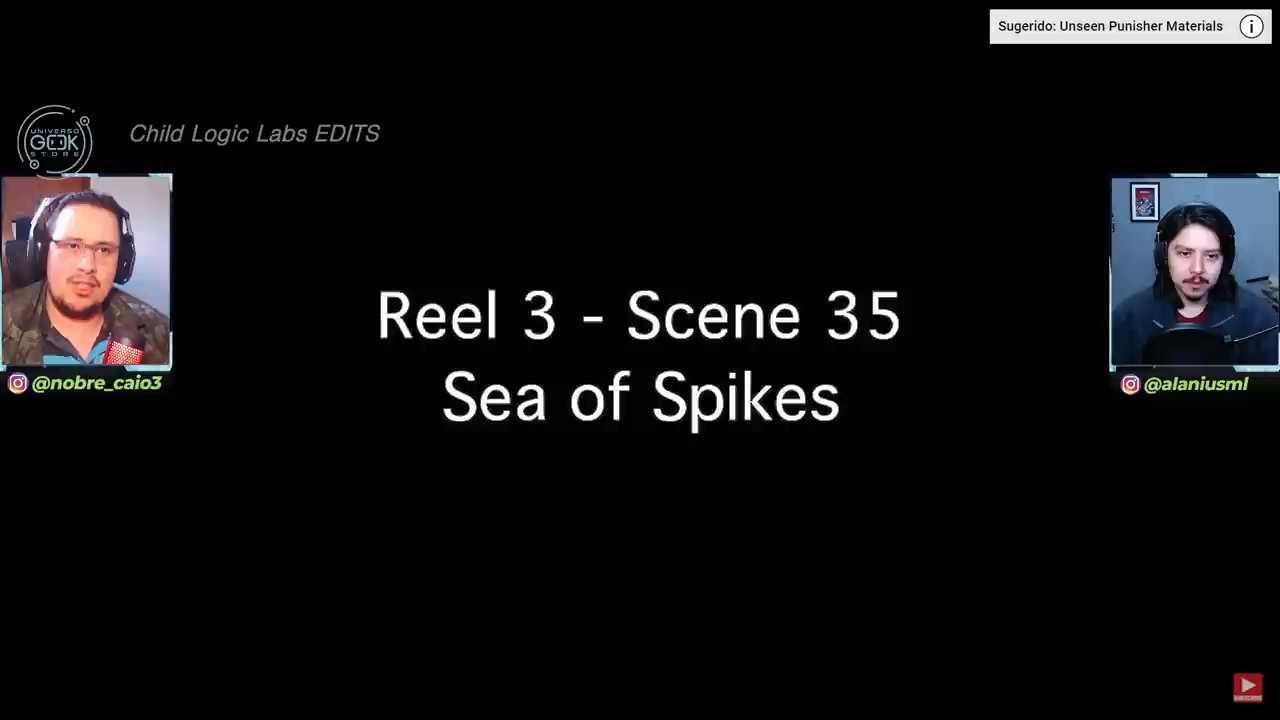 Sugerido: Unseen Punisher Materials
UNIVERSO
GEEK
STORE
Child Logic Labs EDITS
Reel 3 - Scene 35
Sea of Spikes
@nobre_caio3
@alaniusml